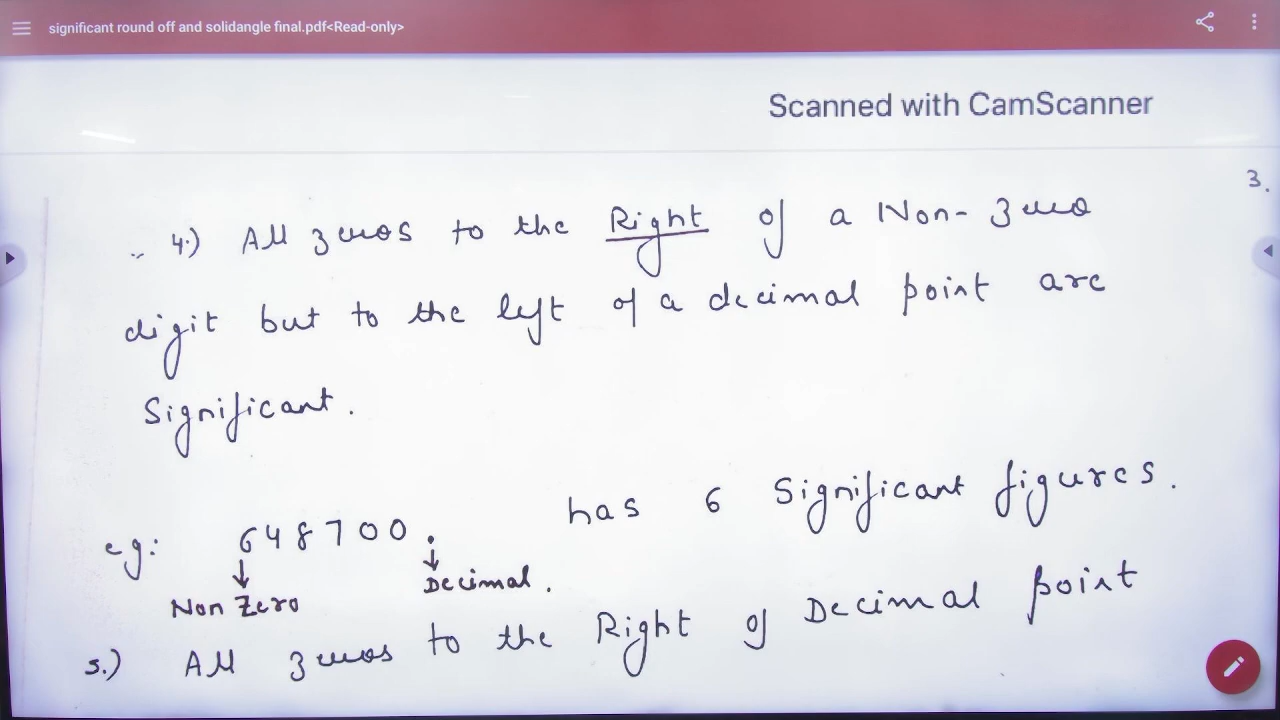 significant round off and solidangle final.pdf<Read-only>
Scanned with CamScanner
3.
4.) All zeros to the Right of a Non-zero
digit but to the left of a decimal point are
Significant.
eg: 648700. has 6 Significant figures.
Non Zero Decimal.
5.) All zeros to the Right of Decimal point